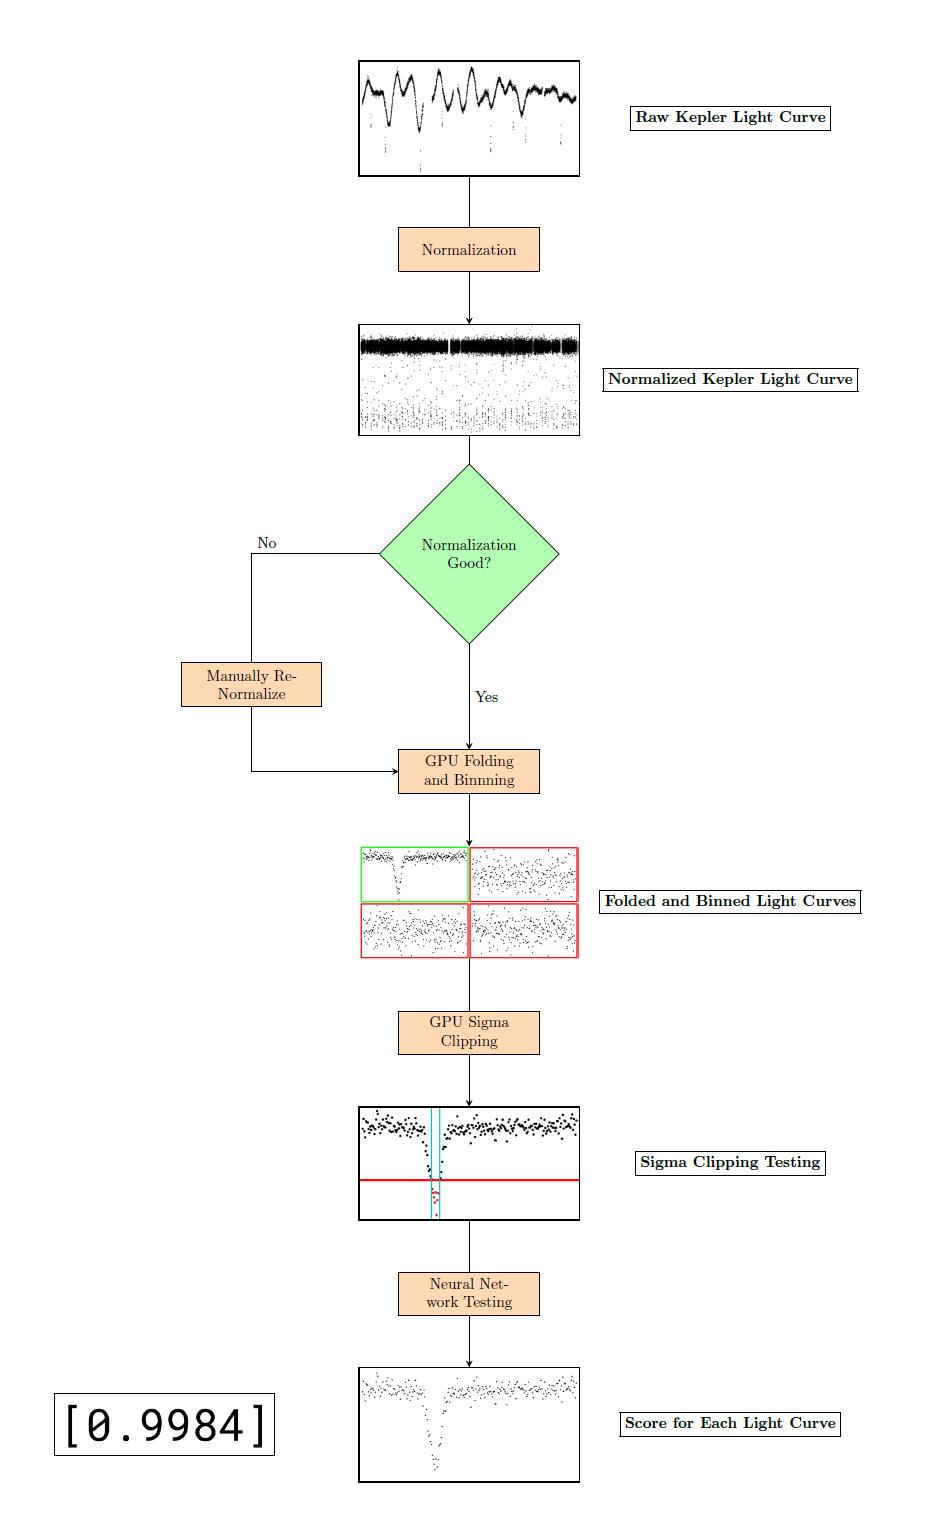 Raw Kepler Light Curve
Normalization
Normalized Kepler Light Curve
Normalization
Good?
No
Manually Re-
Normalize
Yes
GPU Folding
and Binnning
Folded and Binned Light Curves
GPU Sigma
Clipping
Sigma Clipping Testing
Neural Net-
work Testing
[0.9984]
Score for Each Light Curve